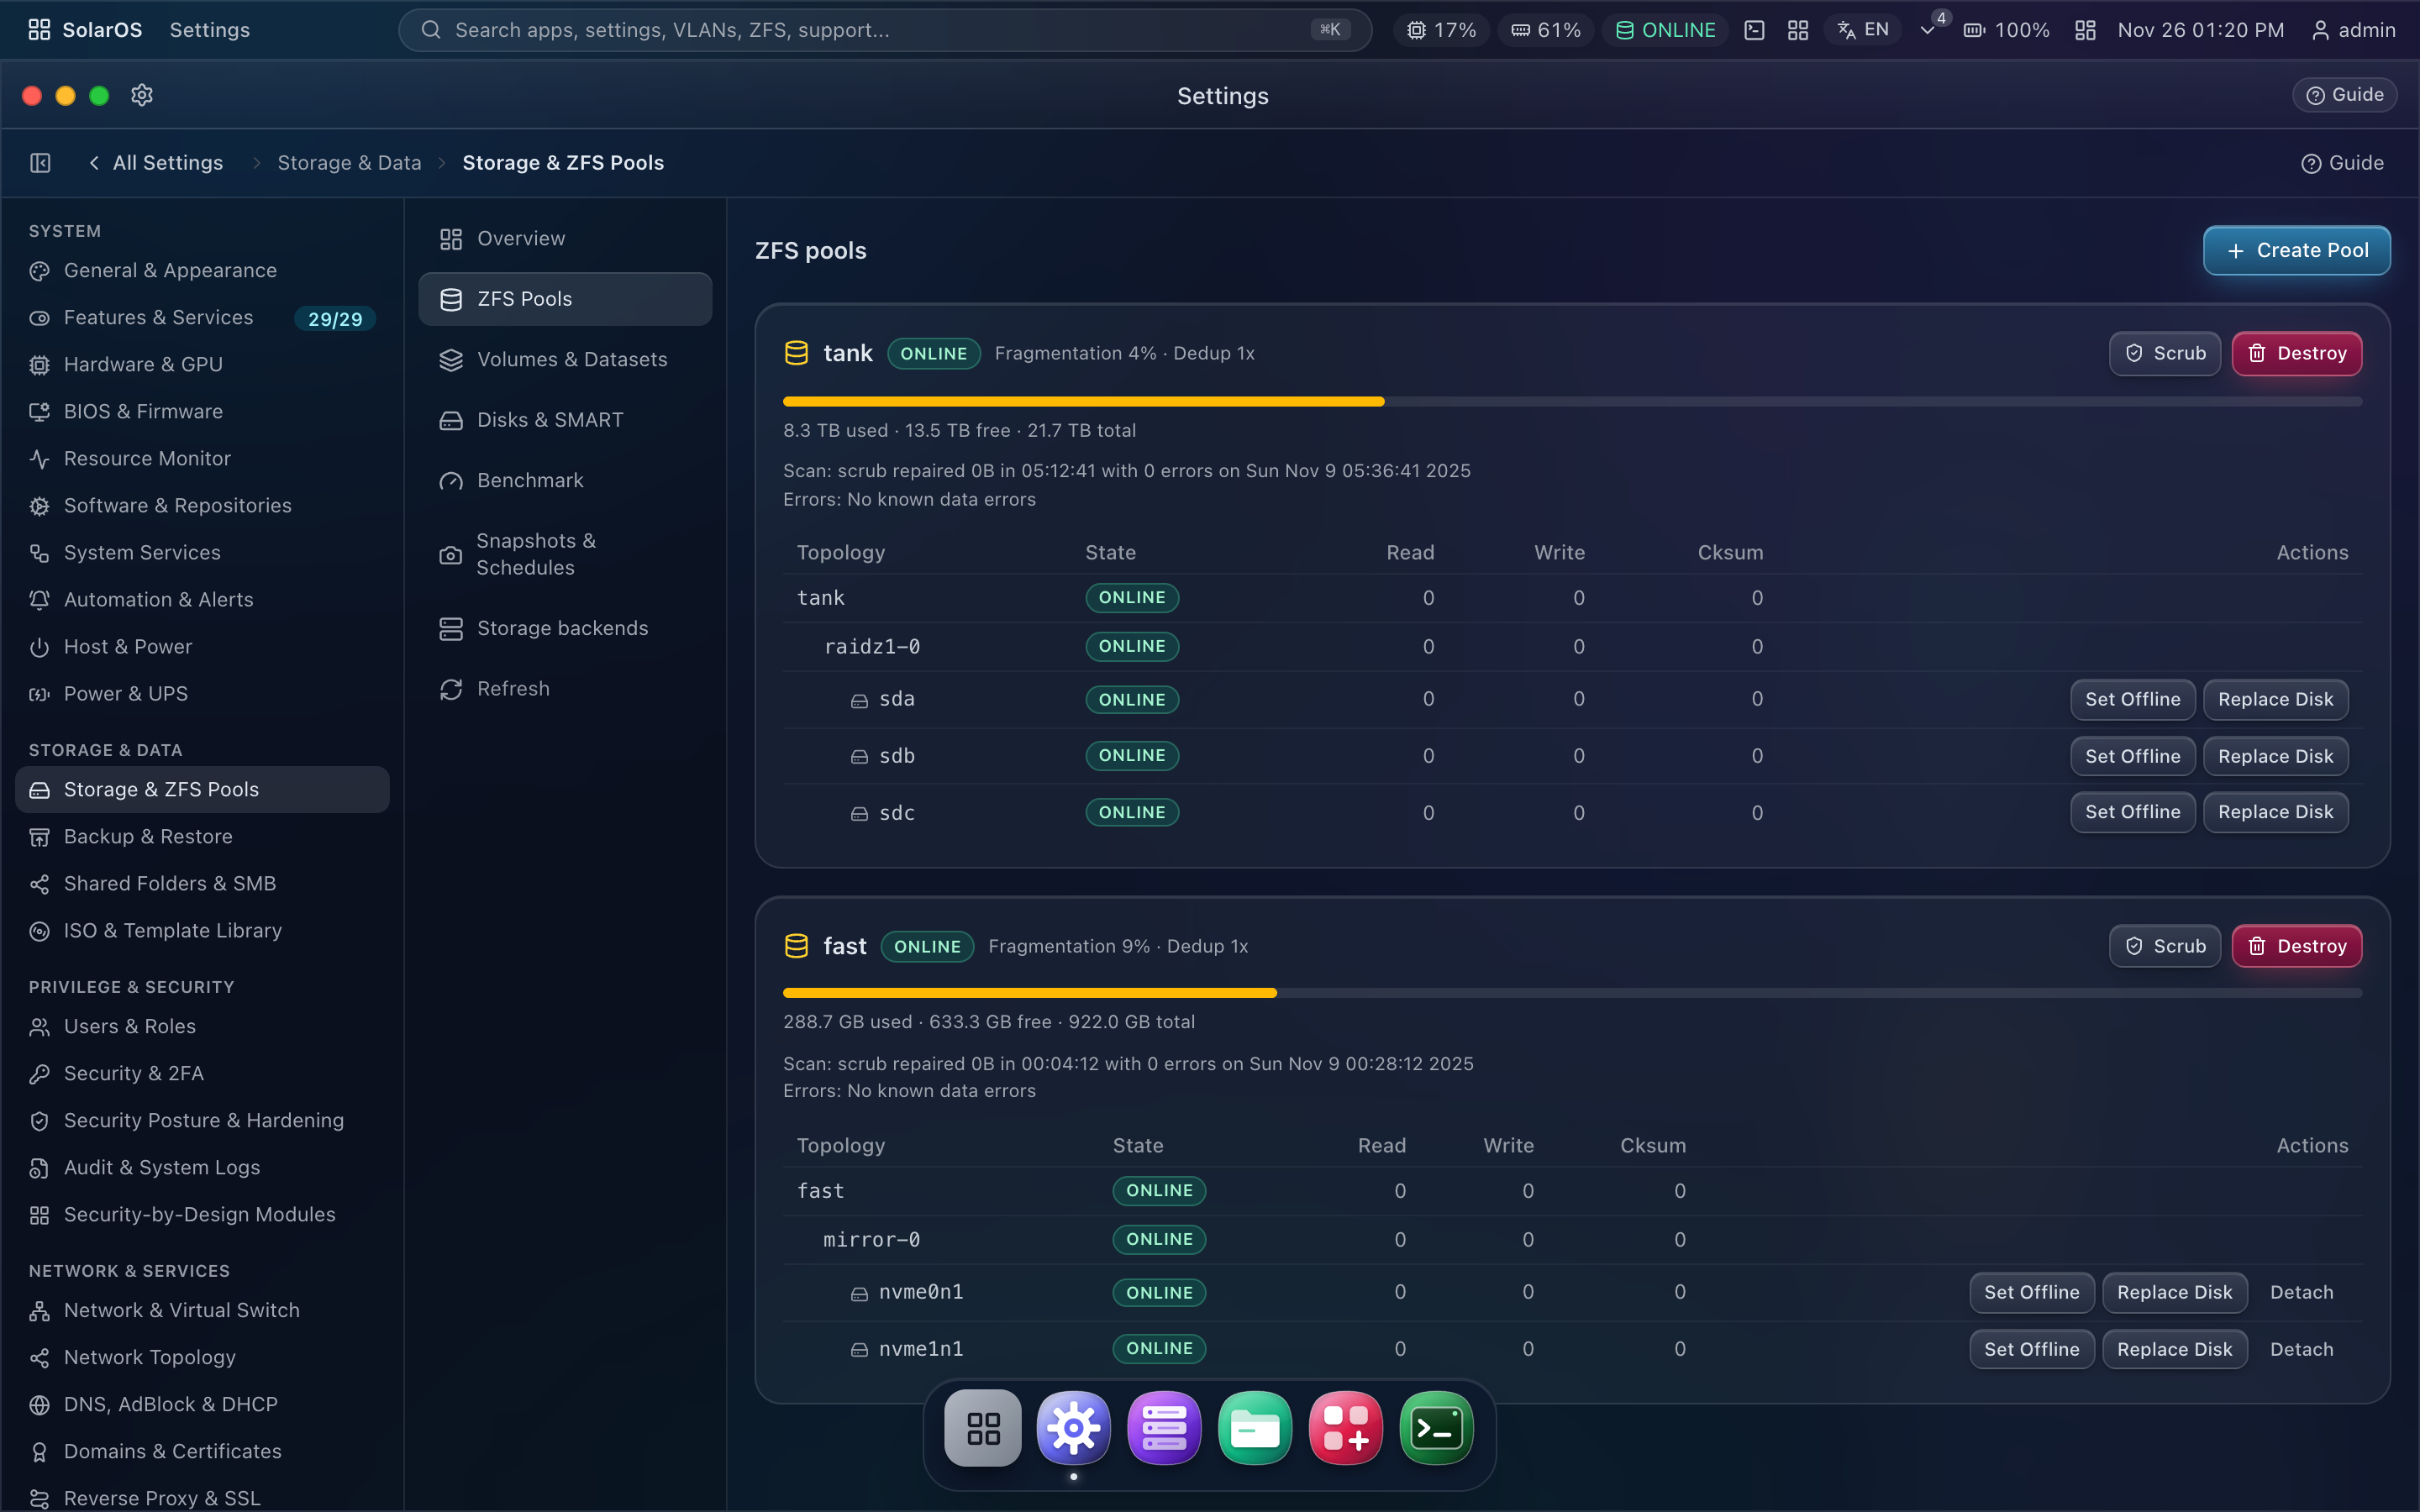 SolarOS Settings Search apps, settings, VLANs, ZFS, support... ⌘K 17% 61% ONLINE EN 4 100% Nov 26 01:20 PM admin
Settings
Guide
All Settings Storage & Data Storage & ZFS Pools Guide
SYSTEM
General & Appearance
Features & Services 29/29
Hardware & GPU
BIOS & Firmware
Resource Monitor
Software & Repositories
System Services
Automation & Alerts
Host & Power
Power & UPS
STORAGE & DATA
Storage & ZFS Pools
Backup & Restore
Shared Folders & SMB
ISO & Template Library
PRIVILEGE & SECURITY
Users & Roles
Security & 2FA
Security Posture & Hardening
Audit & System Logs
Security-by-Design Modules
NETWORK & SERVICES
Network & Virtual Switch
Network Topology
DNS, AdBlock & DHCP
Domains & Certificates
Reverse Proxy & SSL
Overview
ZFS Pools
Volumes & Datasets
Disks & SMART
Benchmark
Snapshots &
Schedules
Storage backends
Refresh
ZFS pools
Create Pool
tank ONLINE Fragmentation 4% · Dedup 1x Scrub Destroy
8.3 TB used · 13.5 TB free · 21.7 TB total
Scan: scrub repaired 0B in 05:12:41 with 0 errors on Sun Nov 9 05:36:41 2025
Errors: No known data errors
Topology State Read Write Cksum Actions
tank ONLINE 0 0 0
raidz1-0 ONLINE 0 0 0
sda ONLINE 0 0 0 Set Offline Replace Disk
sdb ONLINE 0 0 0 Set Offline Replace Disk
sdc ONLINE 0 0 0 Set Offline Replace Disk
fast ONLINE Fragmentation 9% · Dedup 1x Scrub Destroy
288.7 GB used · 633.3 GB free · 922.0 GB total
Scan: scrub repaired 0B in 00:04:12 with 0 errors on Sun Nov 9 00:28:12 2025
Errors: No known data errors
Topology State Read Write Cksum Actions
fast ONLINE 0 0 0
mirror-0 ONLINE 0 0 0
nvme0n1 ONLINE 0 0 0 Set Offline Replace Disk Detach
nvme1n1 ONLINE 0 0 0 Set Offline Replace Disk Detach